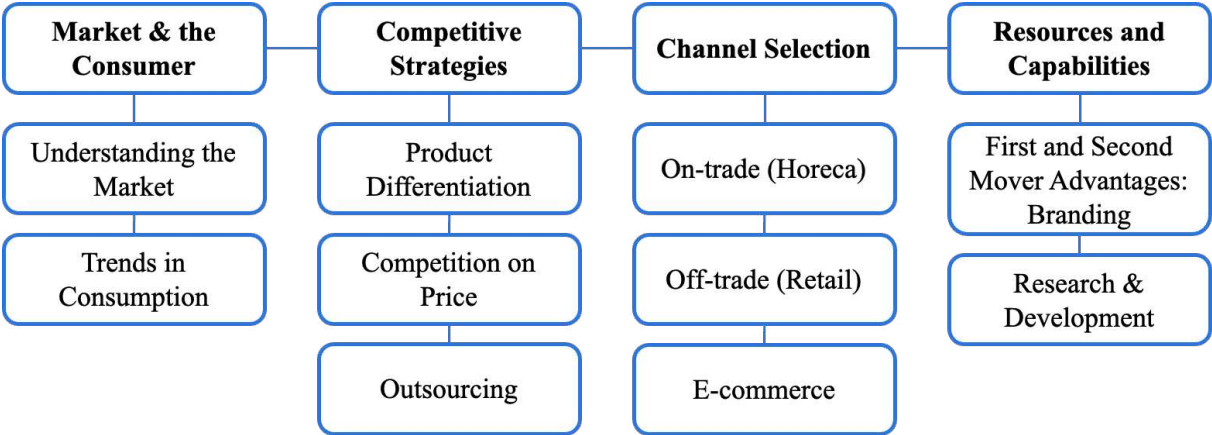 Market & the
Consumer
Competitive
Strategies
Channel Selection
Resources and
Capabilities
Understanding the
Market
Product
Differentiation
On-trade (Horeca)
First and Second
Mover Advantages:
Branding
Trends in
Consumption
Competition on
Price
Off-trade (Retail)
Research &
Development
Outsourcing
E-commerce